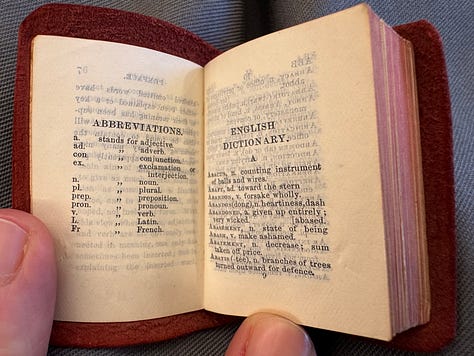 ABBREVIATIONS.
a. stands for adjective.
ad. „ adverb.
con „ conjunction.
ex. „ exclamation or
interjection.
n. „ noun.
pl. „ plural.
prep. „ preposition.
pron. „ pronoun.
v. „ verb.
L. „ Latin.
Fr „ French.
ENGLISH
DICTIONARY.
A
ABACUS, n. counting instrument
of balls and wires.
ABAFT, ad. toward the stern
ABANDON, v. forsake wholly.
ABANDON(dong), n. heartiness, dash
ABANDONED, a. given up entirely;
very wicked. [abased.
ABASEMENT, n. state of being
ABASH, v. make ashamed.
ABATEMENT, n. decrease; sum
taken off price.
ABATIS (-tee), n. branches of trees
turned outward for defence.
9